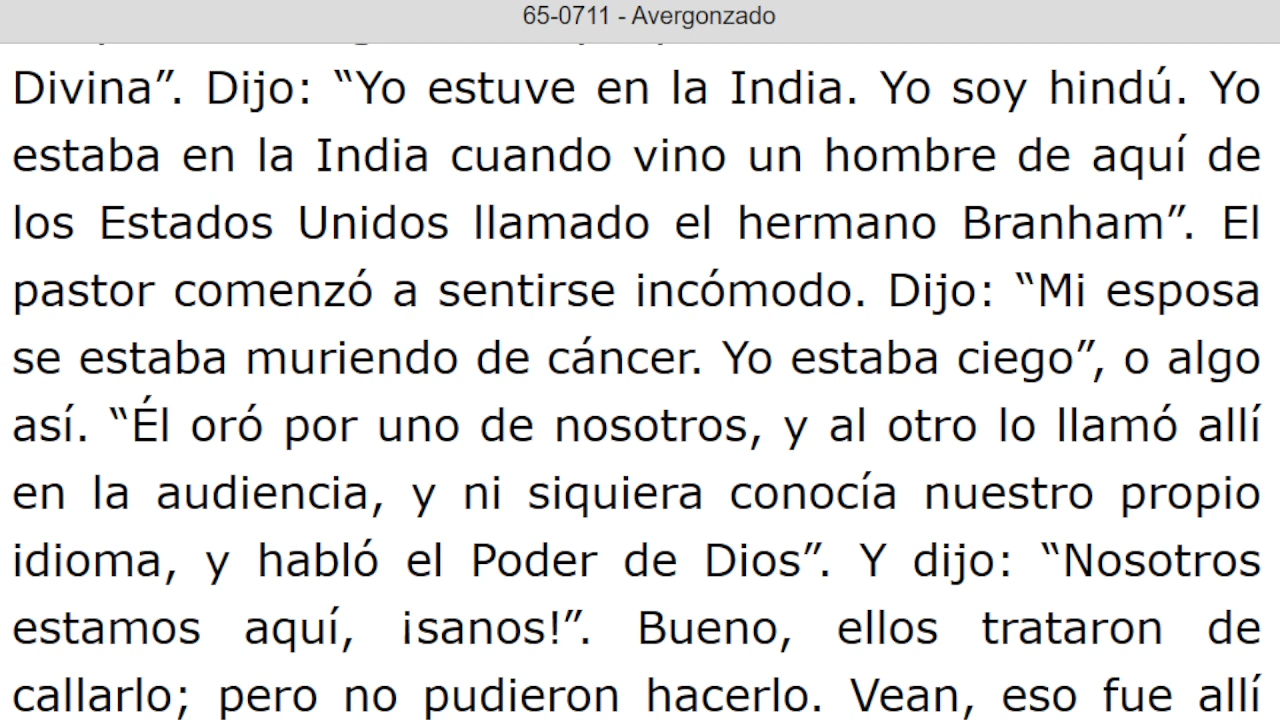 65-0711 - Avergonzado
Divina”. Dijo: “Yo estuve en la India. Yo soy hindú. Yo
estaba en la India cuando vino un hombre de aquí de
los Estados Unidos llamado el hermano Branham”. El
pastor comenzó a sentirse incómodo. Dijo: “Mi esposa
se estaba muriendo de cáncer. Yo estaba ciego”, o algo
así. “Él oró por uno de nosotros, y al otro lo llamó allí
en la audiencia, y ni siquiera conocía nuestro propio
idioma, y habló el Poder de Dios”. Y dijo: “Nosotros
estamos aquí, ¡sanos!”. Bueno, ellos trataron de
callarlo; pero no pudieron hacerlo. Vean, eso fue allí